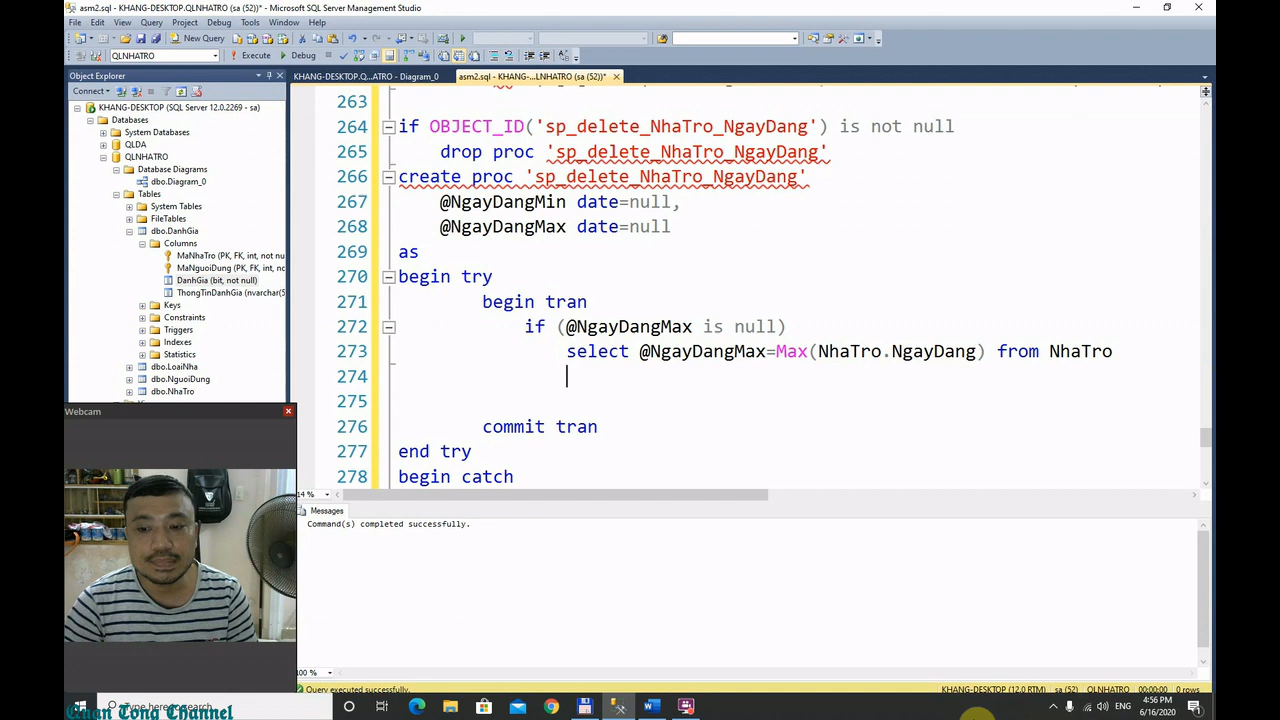 asm2.sql - KHANG-DESKTOP.QLNHATRO (sa (52))* - Microsoft SQL Server Management Studio
File Edit View Query Project Debug Tools Window Help
New Query
QLNHATRO Execute Debug
Object Explorer
KHANG-DESKTOP.Q...ATRO - Diagram_0 asm2.sql - KHANG-...LNHATRO (sa (52))*
Connect
KHANG-DESKTOP (SQL Server 12.0.2269 - sa)
Databases
System Databases
QLDA
QLNHATRO
Database Diagrams
dbo.Diagram_0
Tables
System Tables
FileTables
dbo.DanhGia
Columns
MaNhaTro (PK, FK, int, not nu
MaNguoiDung (PK, FK, int, nc
DanhGia (bit, not null)
ThongTinDanhGia (nvarchar(5
Keys
Constraints
Triggers
Indexes
Statistics
dbo.LoaiNha
dbo.NguoiDung
dbo.NhaTro
263
264 if OBJECT_ID('sp_delete_NhaTro_NgayDang') is not null
265 drop proc 'sp_delete_NhaTro_NgayDang'
266 create proc 'sp_delete_NhaTro_NgayDang'
267 @NgayDangMin date=null,
268 @NgayDangMax date=null
269 as
270 begin try
271 begin tran
272 if (@NgayDangMax is null)
273 select @NgayDangMax=Max(NhaTro.NgayDang) from NhaTro
274
275
276 commit tran
277 end try
278 begin catch
14 %
Messages
Command(s) completed successfully.
100 %
Webcam
Query executed successfully. KHANG-DESKTOP (12.0 RTM) sa (52) QLNHATRO 00:00:00 0 rows
Quan Tong Channel
ENG 4:56 PM
6/16/2020